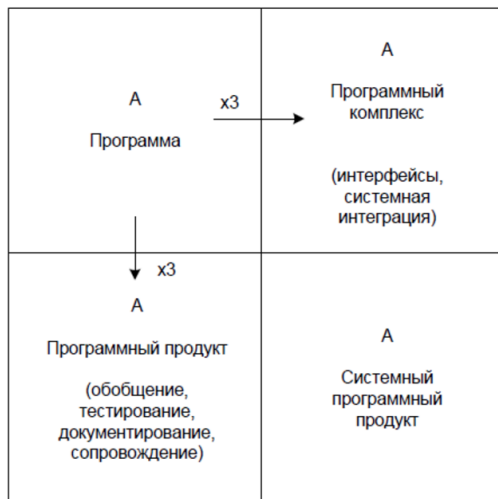 А
Программа
х3
А
Программный
комплекс
(интерфейсы,
системная
интеграция)
х3
А
Программный продукт
(обобщение,
тестирование,
документирование,
сопровождение)
А
Системный
программный
продукт